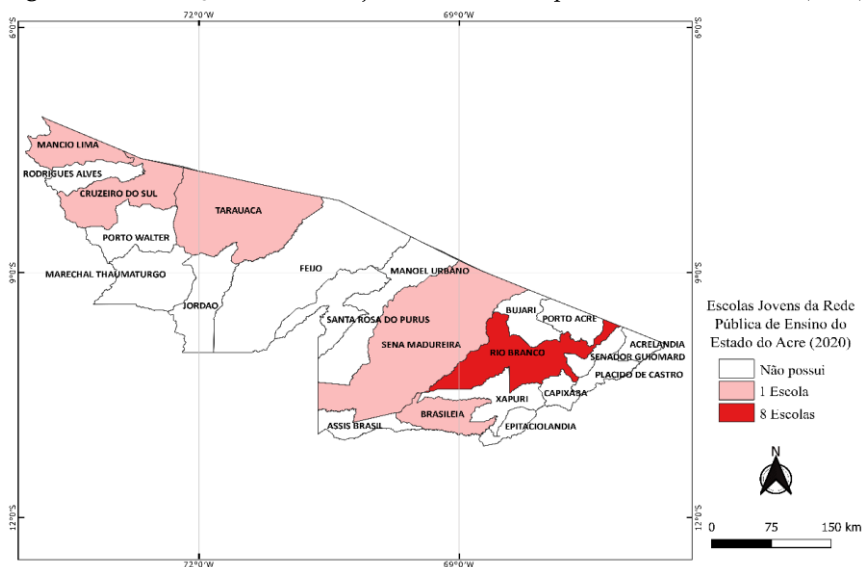 72°0'W
69°0'W
6°0'S
6°0'S
MANCIO LIMA
RODRIGUES ALVES
CRUZEIRO DO SUL
TARAUACA
PORTO WALTER
MARECHAL THAUMATURGO
JORDAO
FEIJO
MANOEL URBANO
SANTA ROSA DO PURUS
SENA MADUREIRA
BUJARI
PORTO ACRE
RIO BRANCO
ACRELANDIA
SENADOR GUIOMARD
PLACIDO DE CASTRO
CAPIXABA
XAPURI
BRASILEIA
ASSIS BRASIL
EPITACIOLANDIA
9°0'S
9°0'S
12°0'S
12°0'S
72°0'W
69°0'W
Escolas Jovens da Rede
Pública de Ensino do
Estado do Acre (2020)
Não possui
1 Escola
8 Escolas
N
0 75 150 km